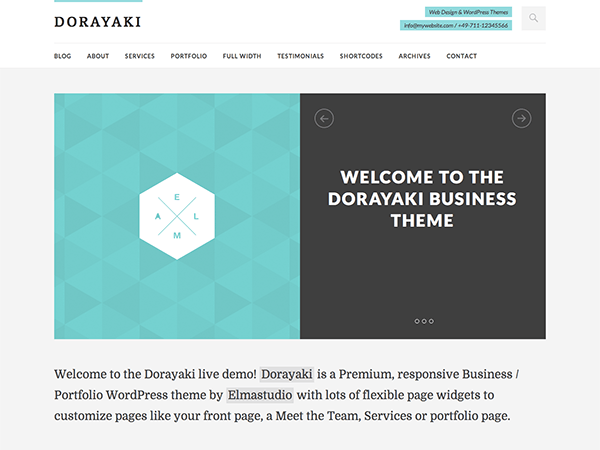 DORAYAKI
Web Design & WordPress Themes
info@mywebsite.com / +49-711-12345566
BLOG ABOUT SERVICES PORTFOLIO FULL WIDTH TESTIMONIALS SHORTCODES ARCHIVES CONTACT
E
A L
M
WELCOME TO THE
DORAYAKI BUSINESS
THEME
Welcome to the Dorayaki live demo! Dorayaki is a Premium, responsive Business /
Portfolio WordPress theme by Elmastudio with lots of flexible page widgets to
customize pages like your front page, a Meet the Team, Services or portfolio page.